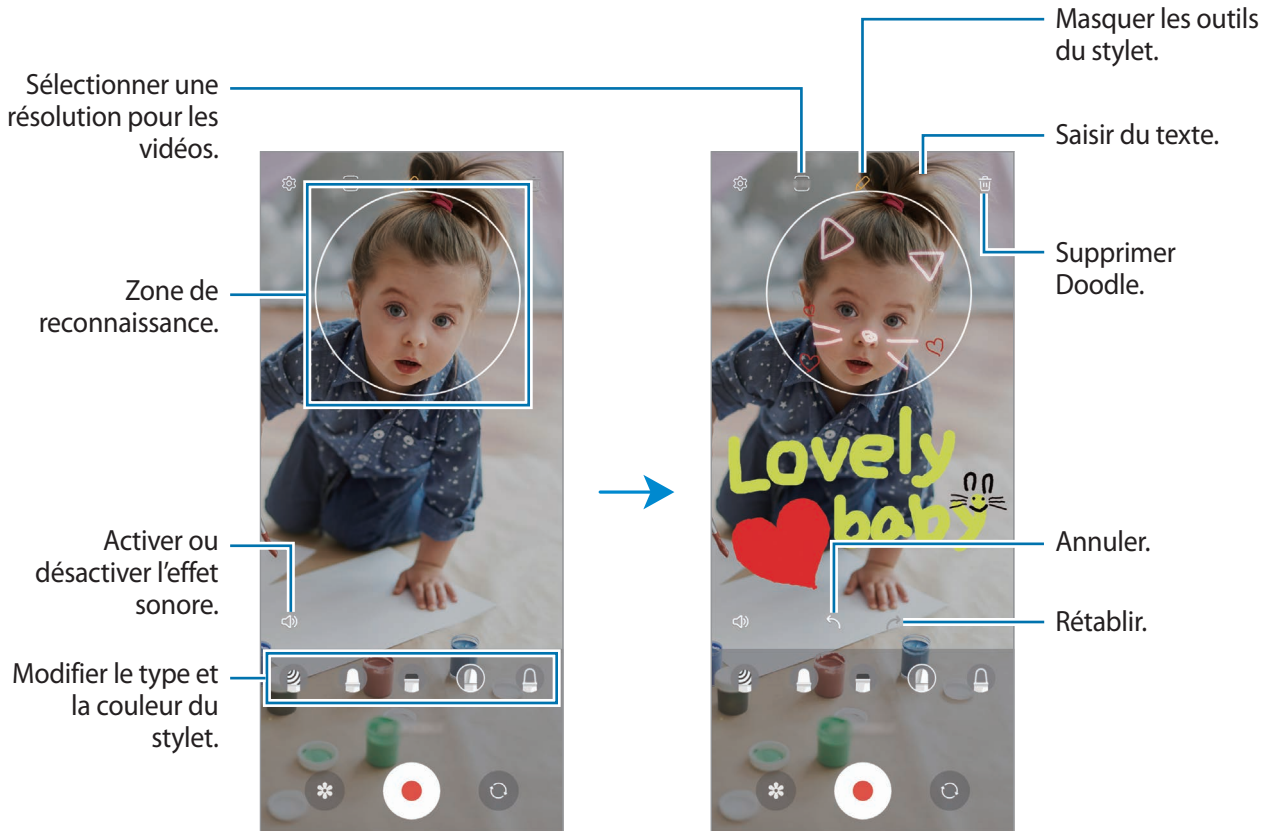 Masquer les outils
du stylet.
Sélectionner une
résolution pour les
vidéos.
Saisir du texte.
Zone de
reconnaissance.
Supprimer
Doodle.
Lovely
baby
Activer ou
désactiver l’effet
sonore.
Annuler.
Rétablir.
Modifier le type et
la couleur du
stylet.